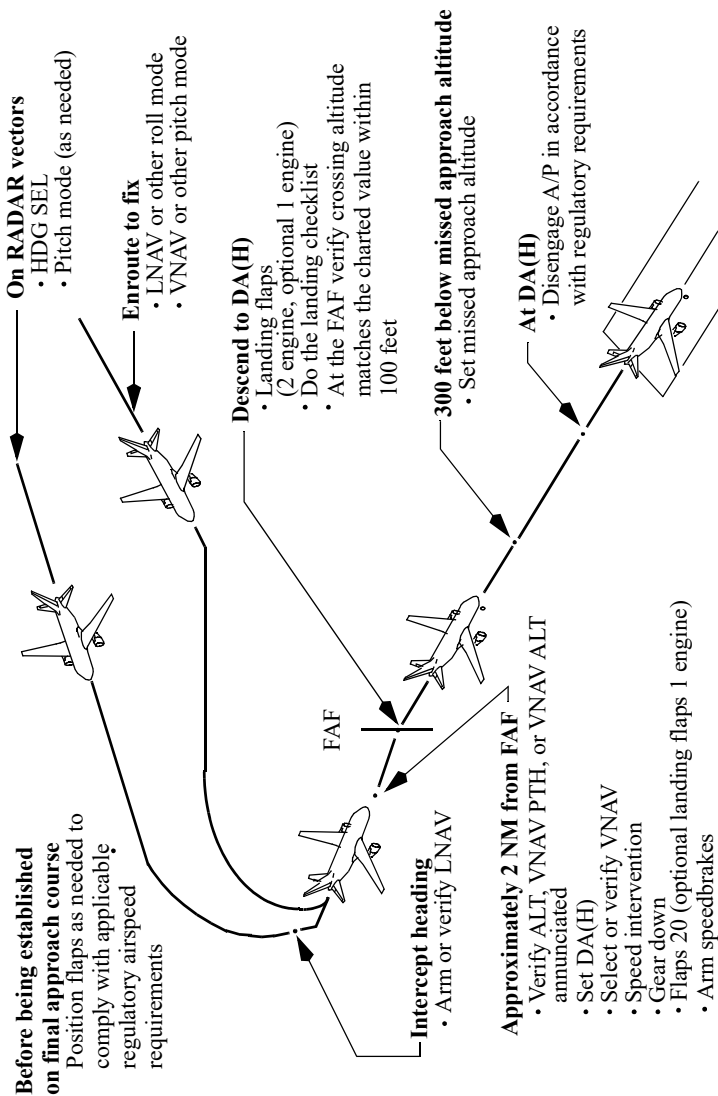 On RADAR vectors
• HDG SEL
• Pitch mode (as needed)
Enroute to fix
• LNAV or other roll mode
• VNAV or other pitch mode
Before being established
on final approach course
• Position flaps as needed to
comply with applicable
regulatory airspeed
requirements
Descend to DA(H)
• Landing flaps
(2 engine, optional 1 engine)
• Do the landing checklist
• At the FAF verify crossing altitude
matches the charted value within
100 feet
FAF
Intercept heading
• Arm or verify LNAV
300 feet below missed approach altitude
• Set missed approach altitude
Approximately 2 NM from FAF
• Verify ALT, VNAV PTH, or VNAV ALT
annunciated
• Set DA(H)
• Select or verify VNAV
• Speed intervention
• Gear down
• Flaps 20 (optional landing flaps 1 engine)
• Arm speedbrakes
At DA(H)
• Disengage A/P in accordance
with regulatory requirements